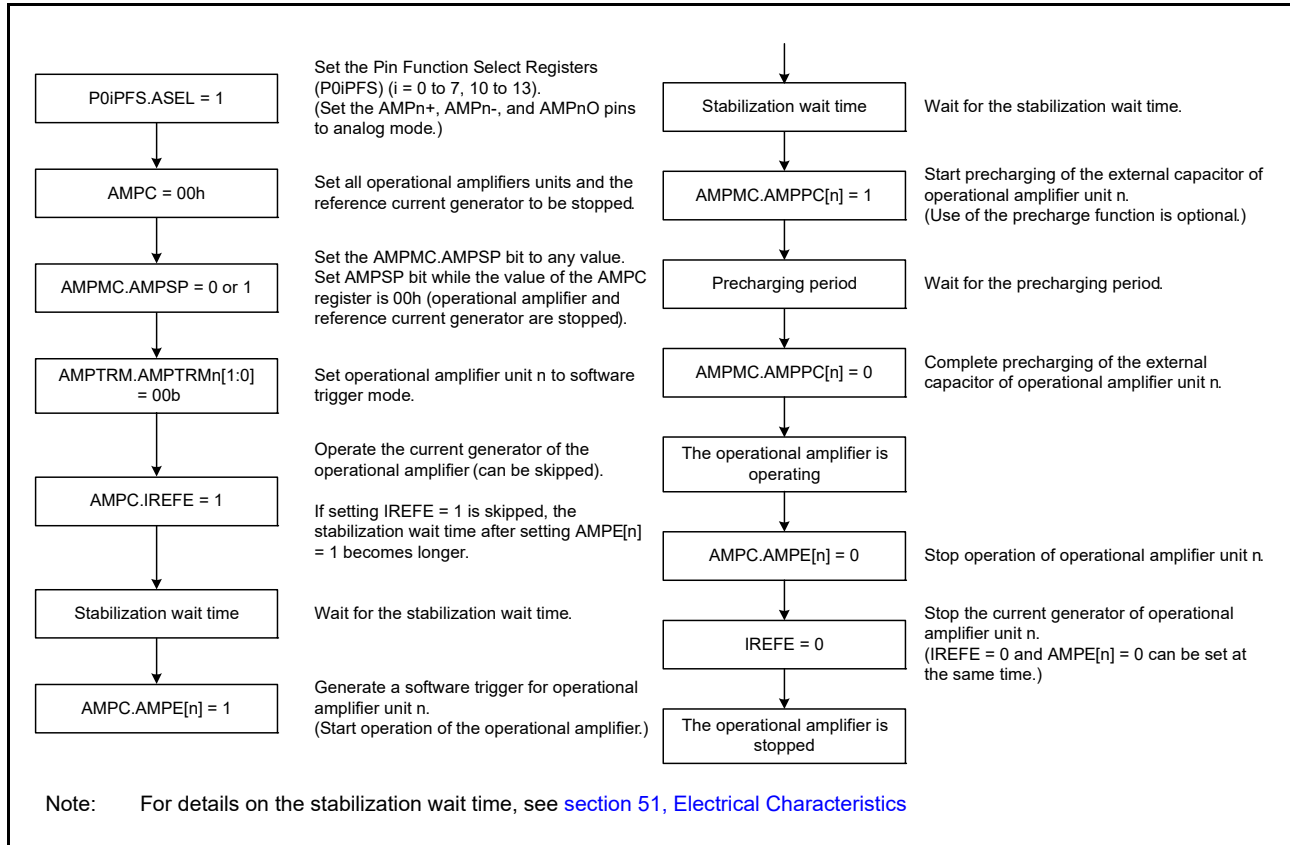 P0iPFS.ASEL = 1
Set the Pin Function Select Registers
(P0iPFS) (i = 0 to 7, 10 to 13).
(Set the AMPn+, AMPn-, and AMPnO pins
to analog mode.)
AMPC = 00h
Set all operational amplifiers units and the
reference current generator to be stopped.
AMPMC.AMPSP = 0 or 1
Set the AMPMC.AMPSP bit to any value.
Set AMPSP bit while the value of the AMPC
register is 00h (operational amplifier and
reference current generator are stopped).
AMPTRM.AMPTRMn[1:0]
= 00b
Set operational amplifier unit n to software
trigger mode.
AMPC.IREFE = 1
Operate the current generator of the
operational amplifier (can be skipped).
If setting IREFE = 1 is skipped, the
stabilization wait time after setting AMPE[n]
= 1 becomes longer.
Stabilization wait time
Wait for the stabilization wait time.
AMPC.AMPE[n] = 1
Generate a software trigger for operational
amplifier unit n.
(Start operation of the operational amplifier.)
Stabilization wait time
Wait for the stabilization wait time.
AMPMC.AMPPC[n] = 1
Start precharging of the external capacitor of
operational amplifier unit n.
(Use of the precharge function is optional.)
Precharging period
Wait for the precharging period.
AMPMC.AMPPC[n] = 0
Complete precharging of the external
capacitor of operational amplifier unit n.
The operational amplifier is
operating
AMPC.AMPE[n] = 0
Stop operation of operational amplifier unit n.
IREFE = 0
Stop the current generator of operational
amplifier unit n.
(IREFE = 0 and AMPE[n] = 0 can be set at
the same time.)
The operational amplifier is
stopped
Note: For details on the stabilization wait time, see section 51, Electrical Characteristics